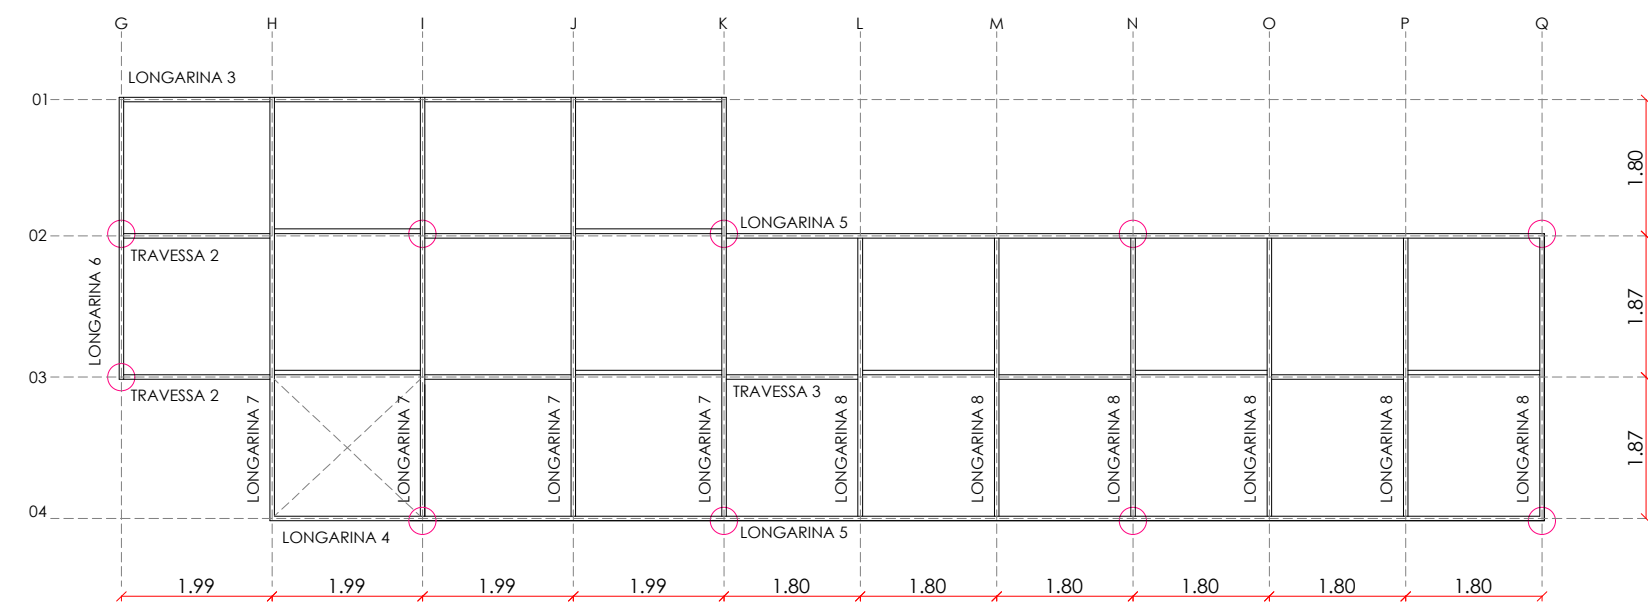 G H I J K L M N O P Q
LONGARINA 3
01
1.80
02
LONGARINA 5
TRAVESSA 2
LONGARINA 6
1.87
03
TRAVESSA 2
TRAVESSA 3
LONGARINA 7
LONGARINA 7
LONGARINA 7
LONGARINA 7
LONGARINA 8
LONGARINA 8
LONGARINA 8
LONGARINA 8
LONGARINA 8
LONGARINA 8
1.87
04
LONGARINA 4
LONGARINA 5
1.99 1.99 1.99 1.99 1.80 1.80 1.80 1.80 1.80 1.80